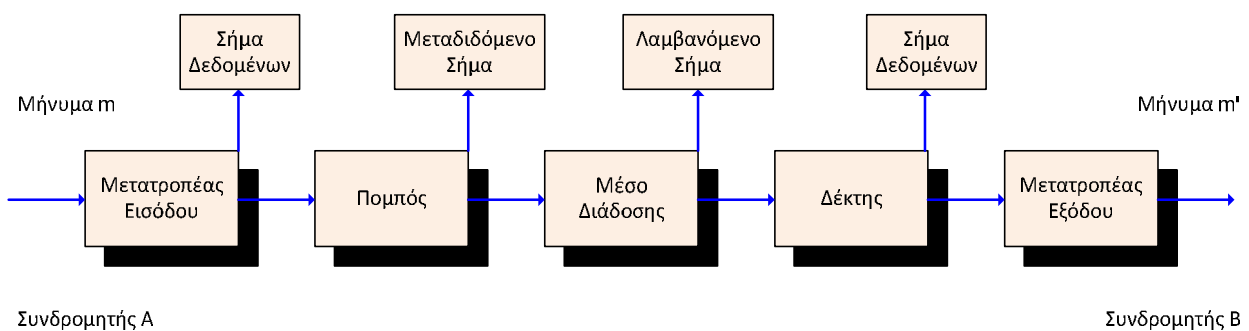 Σήμα
Δεδομένων
Μεταδιδόμενο
Σήμα
Λαμβανόμενο
Σήμα
Σήμα
Δεδομένων
Μήνυμα m
Μήνυμα m'
Μετατροπέας
Εισόδου
Πομπός
Μέσο
Διάδοσης
Δέκτης
Μετατροπέας
Εξόδου
Συνδρομητής Α
Συνδρομητής Β